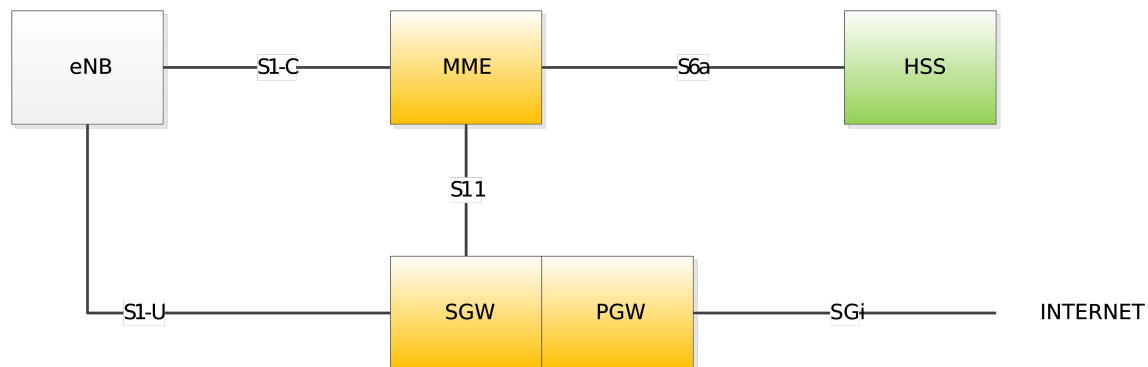 eNB
S1-C
MME
S6a
HSS
S11
S1-U
SGW
PGW
SGi
INTERNET